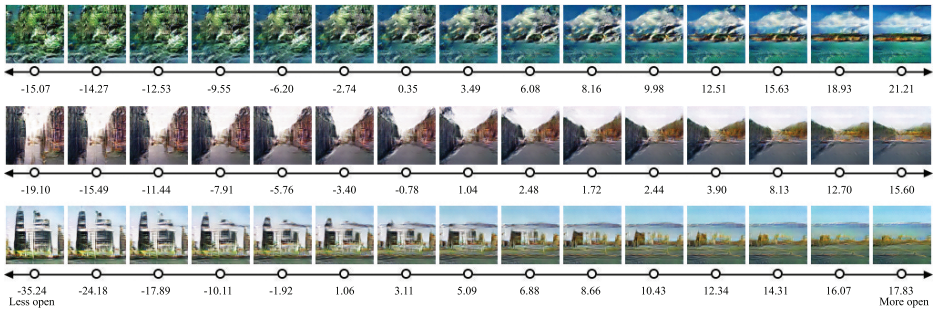 -15.07 -14.27 -12.53 -9.55 -6.20 -2.74 0.35 3.49 6.08 8.16 9.98 12.51 15.63 18.93 21.21
-19.10 -15.49 -11.44 -7.91 -5.76 -3.40 -0.78 1.04 2.48 1.72 2.44 3.90 8.13 12.70 15.60
-35.24 -24.18 -17.89 -10.11 -1.92 1.06 3.11 5.09 6.88 8.66 10.43 12.34 14.31 16.07 17.83
Less open More open